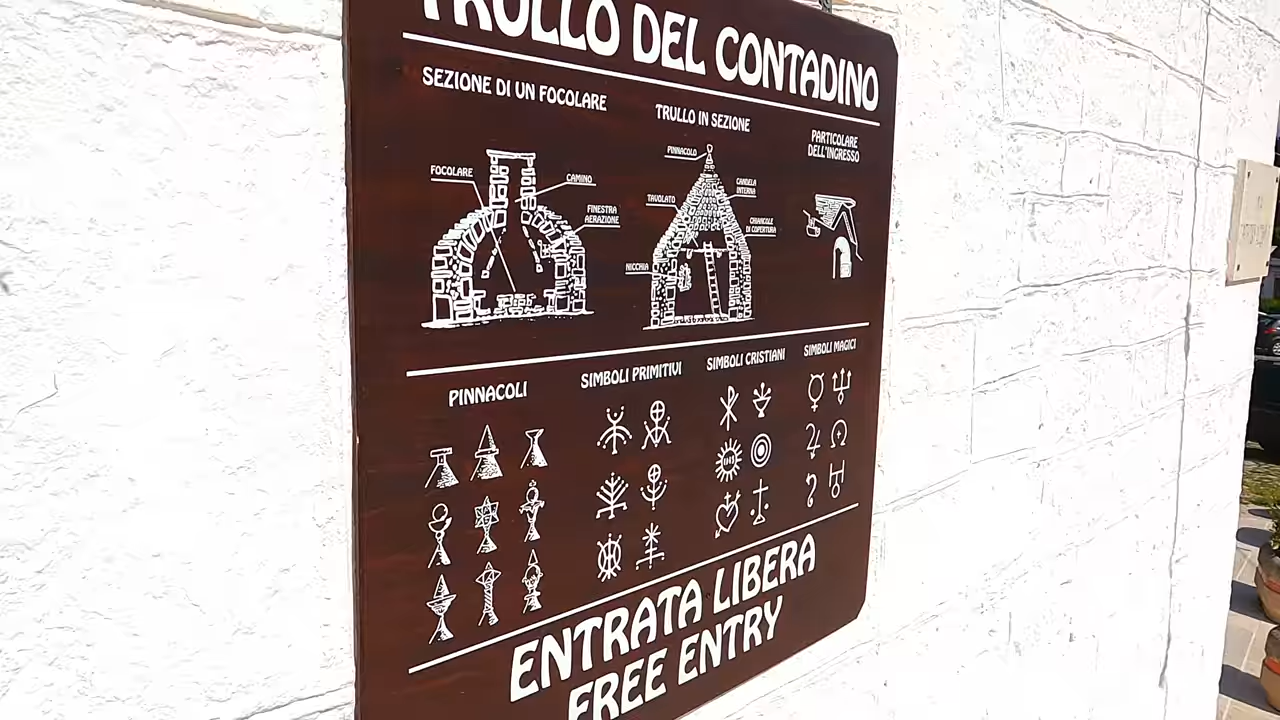 TRULLO DEL CONTADINO
SEZIONE DI UN FOCOLARE
TRULLO IN SEZIONE
PARTICOLARE
DELL'INGRESSO
FOCOLARE
CAMINO
FINESTRA
AERAZIONE
PINNACOLO
CANDELA
INTERNA
TAVOLATO
CHIANCOLE
DI COPERTURA
NICCHIA
PINNACOLI
SIMBOLI PRIMITIVI
SIMBOLI CRISTIANI
SIMBOLI MAGICI
ENTRATA LIBERA
FREE ENTRY